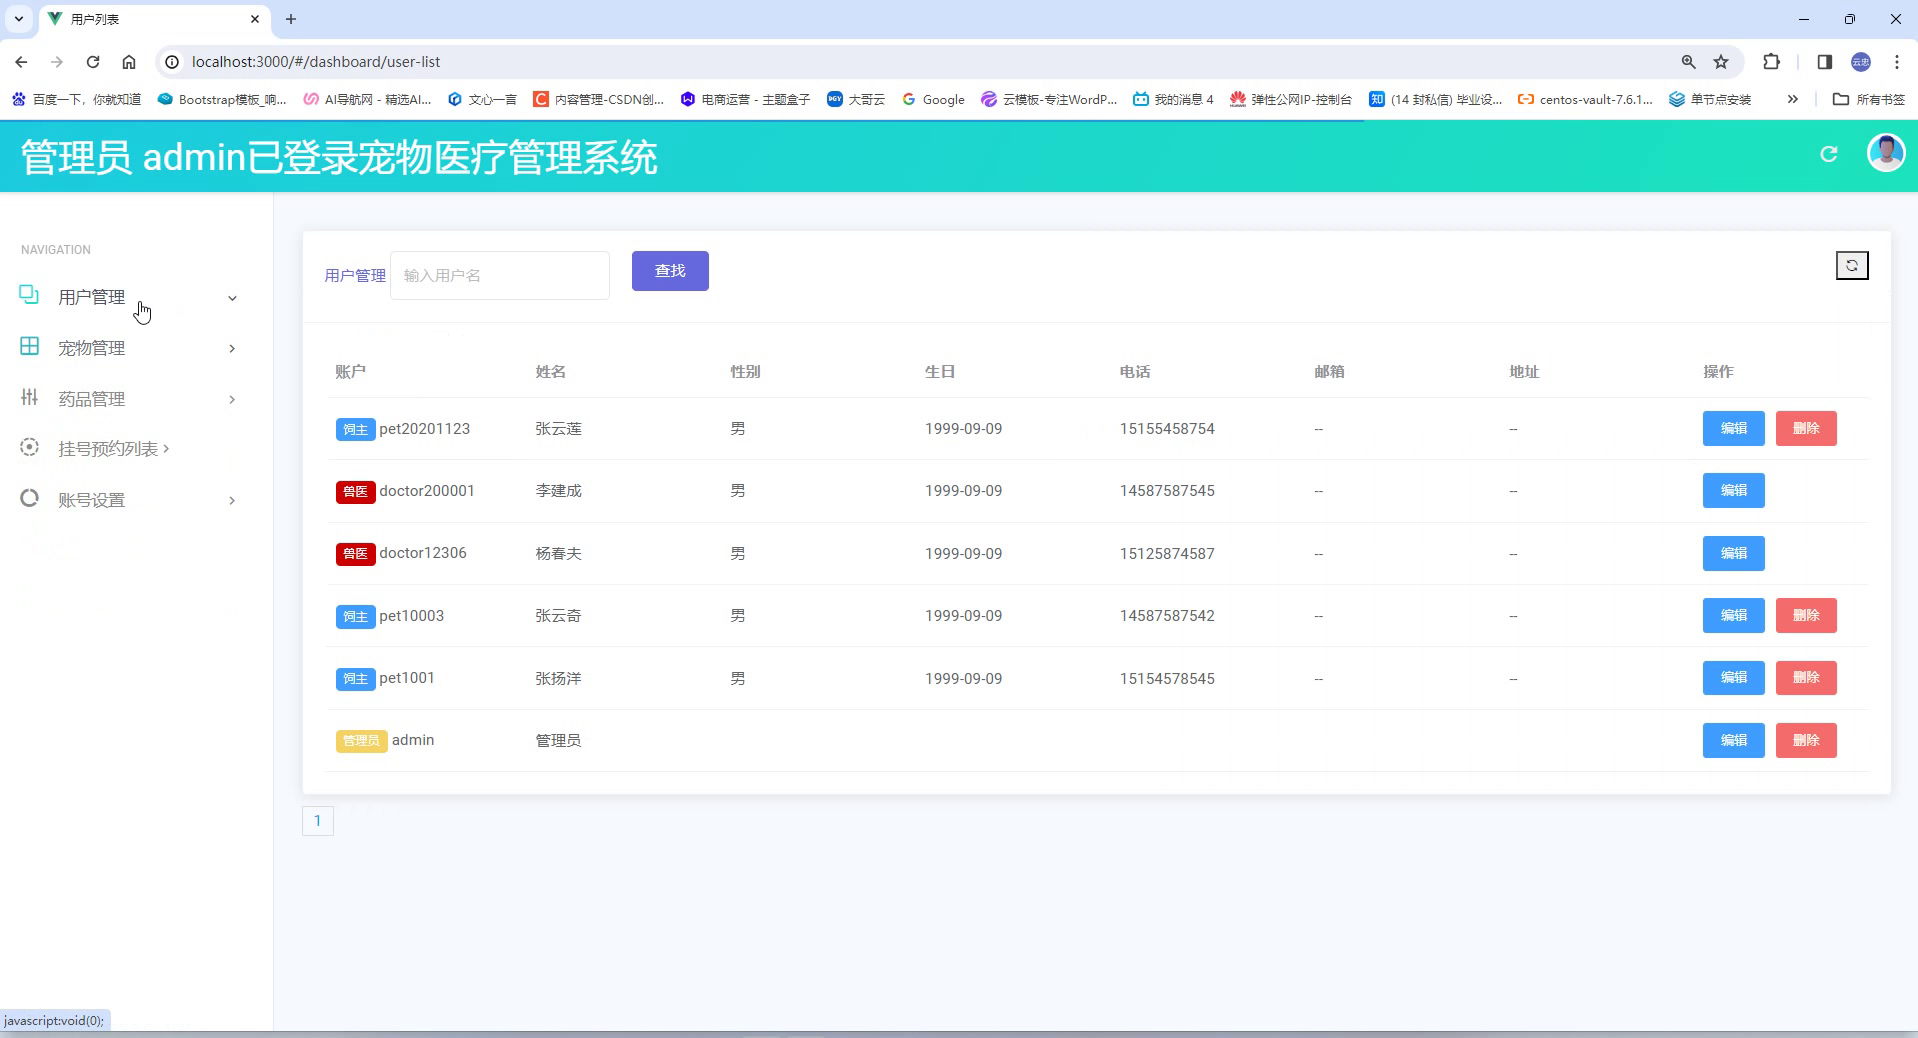 用户列表
localhost:3000/#/dashboard/user-list
云忠
百度一下，你就知道 Bootstrap模板_响... AI导航网 - 精选AI... 文心一言 内容管理-CSDN创... 电商运营 - 主题盒子 大哥云 Google 云模板-专注WordP... 我的消息 4 弹性公网IP-控制台 (14 封私信) 毕业设... centos-vault-7.6.1... 单节点安装 » 所有书签
管理员 admin已登录宠物医疗管理系统
NAVIGATION
用户管理
宠物管理
药品管理
挂号预约列表
账号设置
用户管理 输入用户名 查找
账户 姓名 性别 生日 电话 邮箱 地址 操作
饲主 pet20201123 张云莲 男 1999-09-09 15155458754 -- -- 编辑 删除
兽医 doctor200001 李建成 男 1999-09-09 14587587545 -- -- 编辑
兽医 doctor12306 杨春夫 男 1999-09-09 15125874587 -- -- 编辑
饲主 pet10003 张云奇 男 1999-09-09 14587587542 -- -- 编辑 删除
饲主 pet1001 张扬洋 男 1999-09-09 15154578545 -- -- 编辑 删除
管理员 admin 管理员 编辑 删除
1
javascript:void(0);